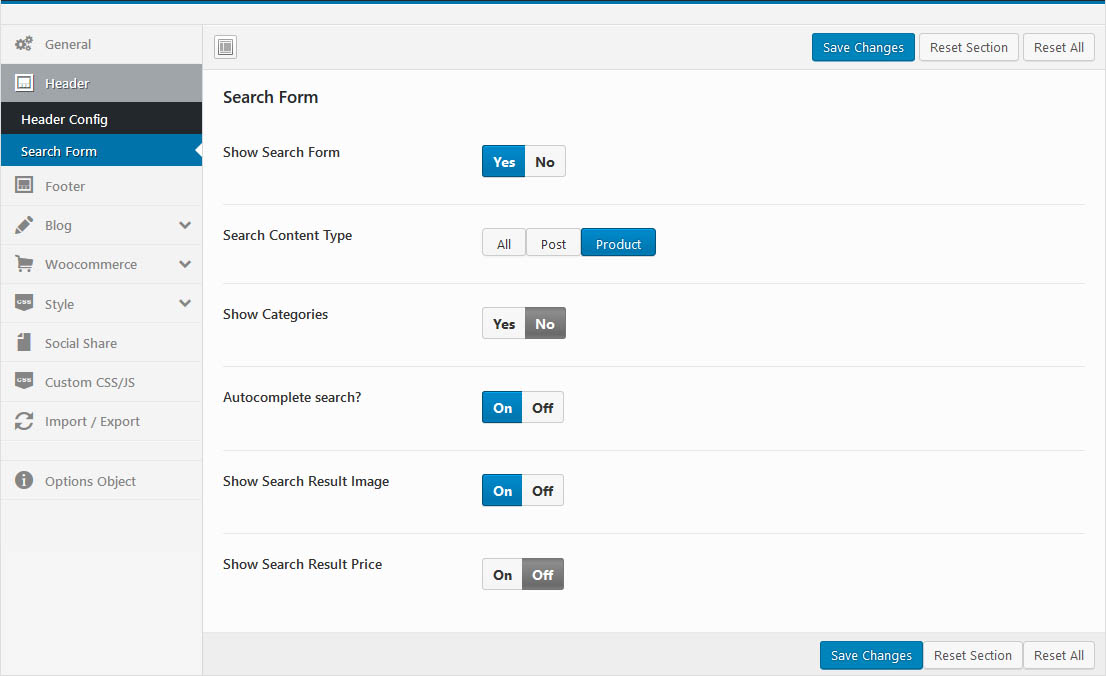 Save Changes Reset Section Reset All
General
Header
Header Config
Search Form
Footer
Blog
Woocommerce
CSS Style
Social Share
CSS Custom CSS/JS
Import / Export
Options Object
Search Form
Show Search Form Yes No
Search Content Type All Post Product
Show Categories Yes No
Autocomplete search? On Off
Show Search Result Image On Off
Show Search Result Price On Off
Save Changes Reset Section Reset All